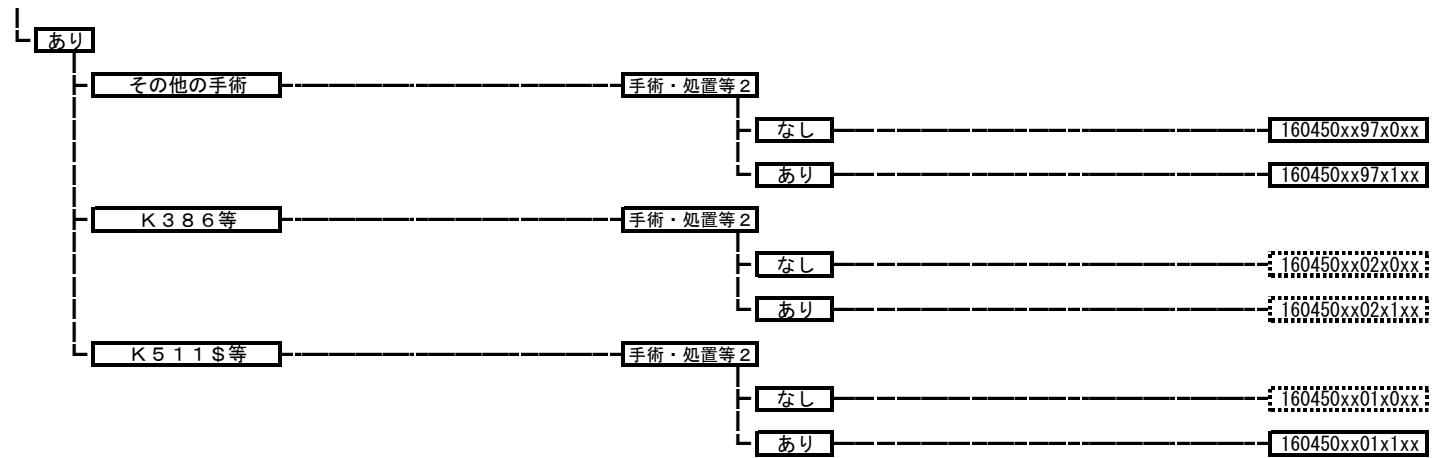 あり
その他の手術 手術・処置等2
なし 160450xx97x0xx
あり 160450xx97x1xx
K386等 手術・処置等2
なし 160450xx02x0xx
あり 160450xx02x1xx
K511$等 手術・処置等2
なし 160450xx01x0xx
あり 160450xx01x1xx